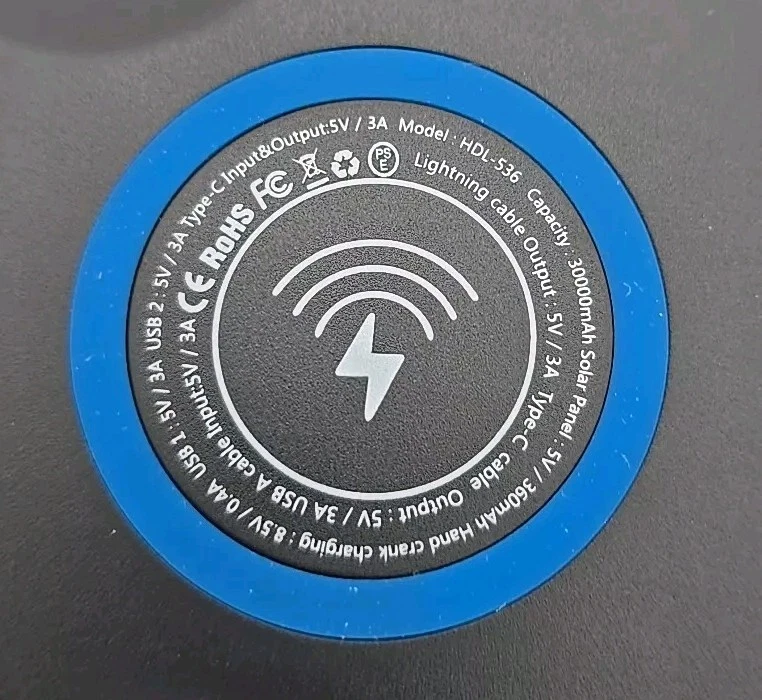 Model : HDL-536 Capacity : 30000mAh Solar Panel : 5V / 360mAh Hand crank charging : 8.5V / 0.4A USB 1 : 5V / 3A USB 2 : 5V / 3A Type-C Input&Output:5V / 3A
Lightning cable Output : 5V / 3A Type-C cable Output : 5V / 3A USB A cable Input:5V / 3A
CE RoHS FC PS E